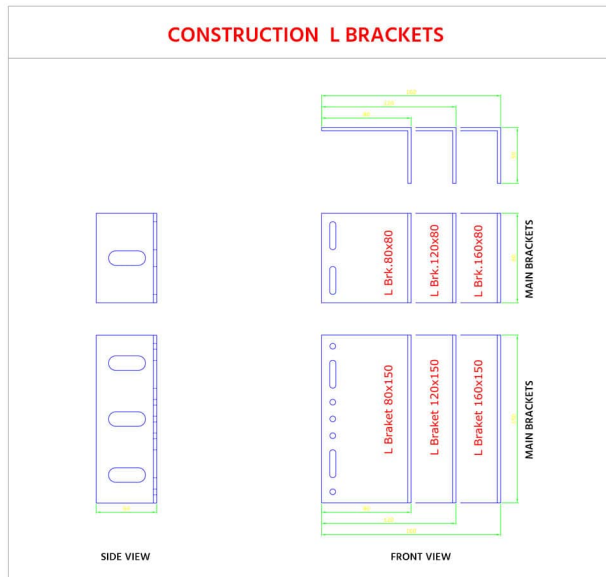 CONSTRUCTION L BRACKETS
L Brk.80x80
L Brk.120x80
L Brk.160x80
MAIN BRACKETS
L Braket 80x150
L Braket 120x150
L Braket 160x150
MAIN BRACKETS
SIDE VIEW
FRONT VIEW